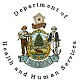 Department of
Health and Human Services